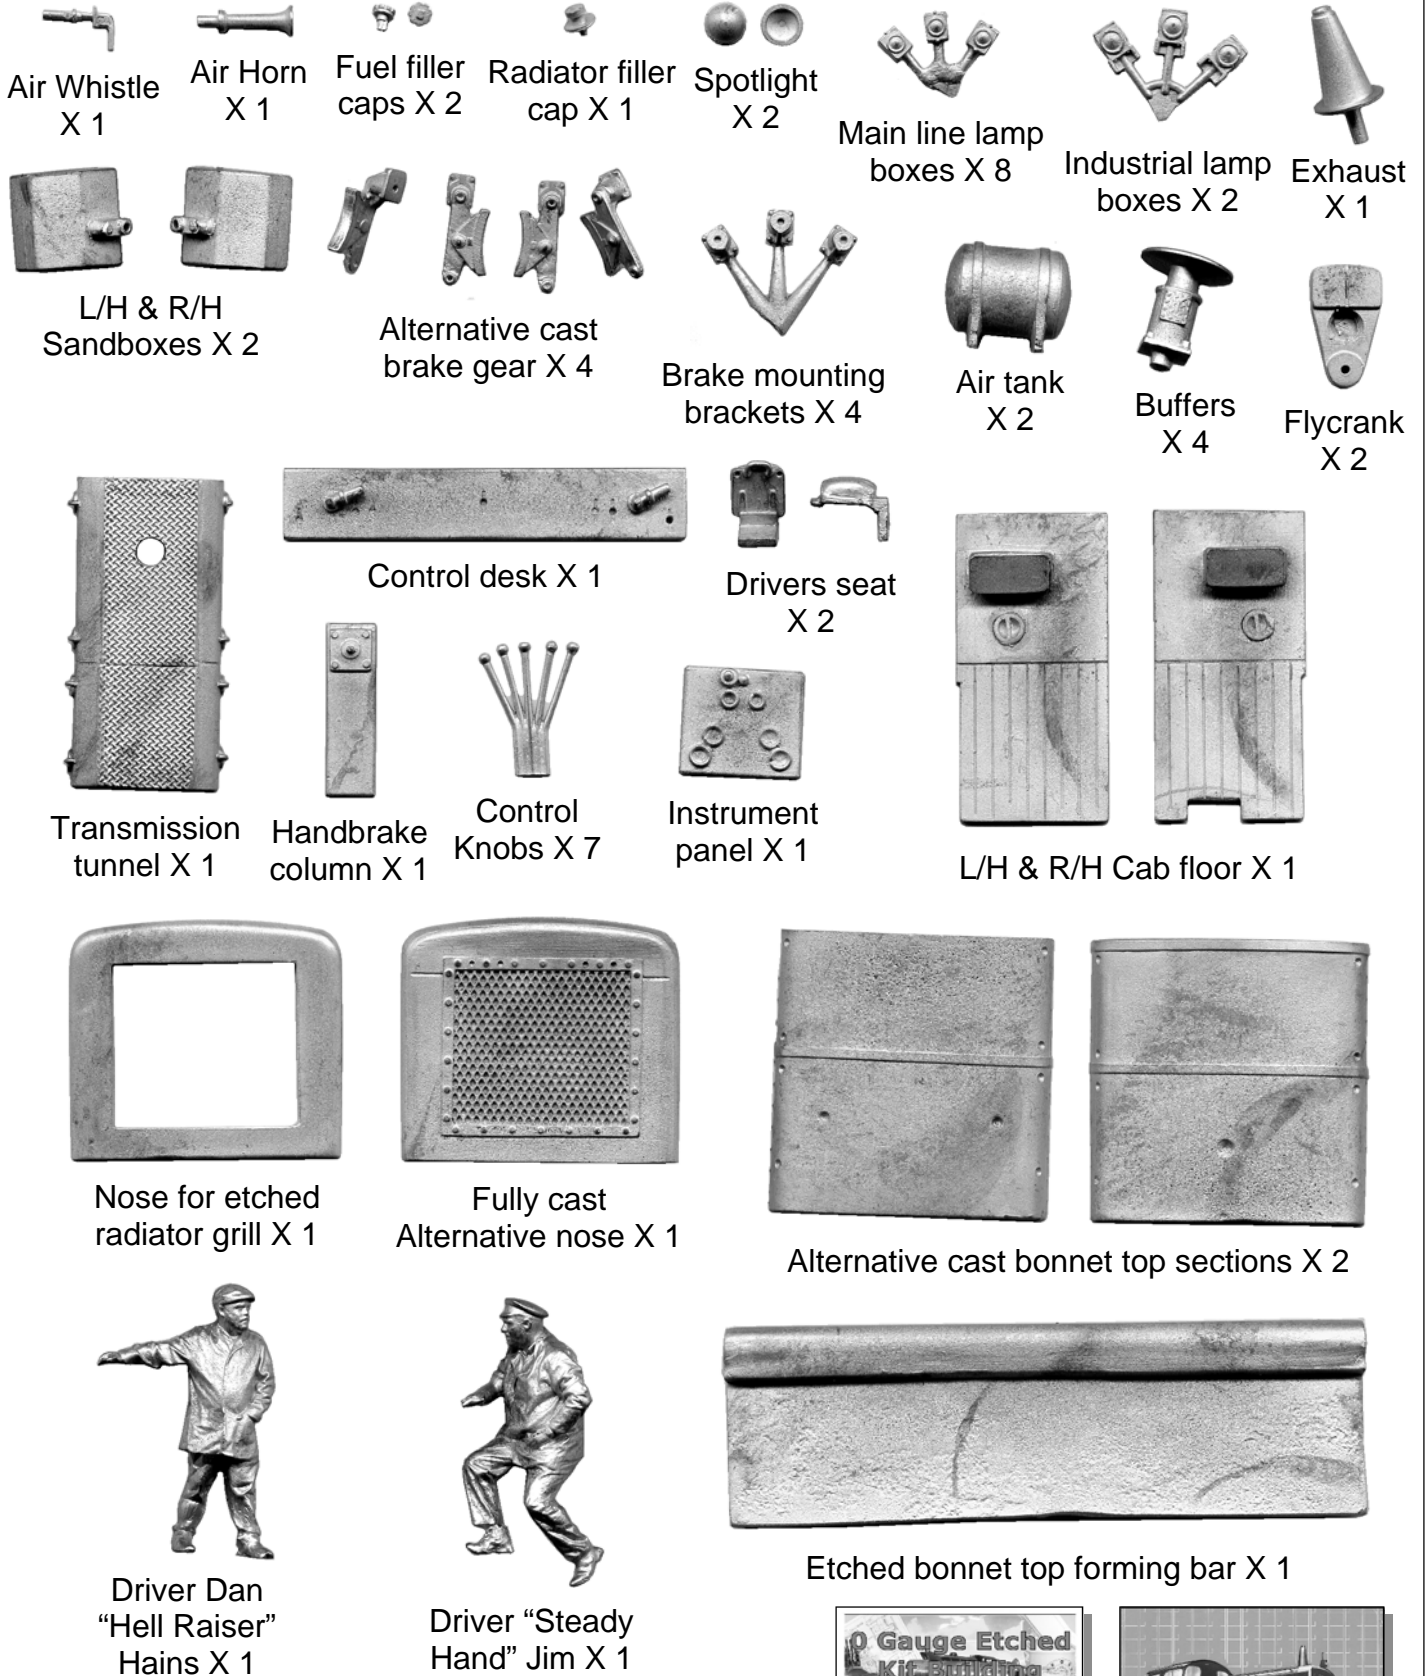 Air Whistle
X 1
Air Horn
X 1
Fuel filler
caps X 2
Radiator filler
cap X 1
Spotlight
X 2
Main line lamp
boxes X 8
Industrial lamp
boxes X 2
Exhaust
X 1
L/H & R/H
Sandboxes X 2
Alternative cast
brake gear X 4
Brake mounting
brackets X 4
Air tank
X 2
Buffers
X 4
Flycrank
X 2
Control desk X 1
Drivers seat
X 2
Transmission
tunnel X 1
Handbrake
column X 1
Control
Knobs X 7
Instrument
panel X 1
L/H & R/H Cab floor X 1
Nose for etched
radiator grill X 1
Fully cast
Alternative nose X 1
Alternative cast bonnet top sections X 2
Driver Dan
“Hell Raiser”
Hains X 1
Driver “Steady
Hand” Jim X 1
Etched bonnet top forming bar X 1
0 Gauge Etched
Kit Building